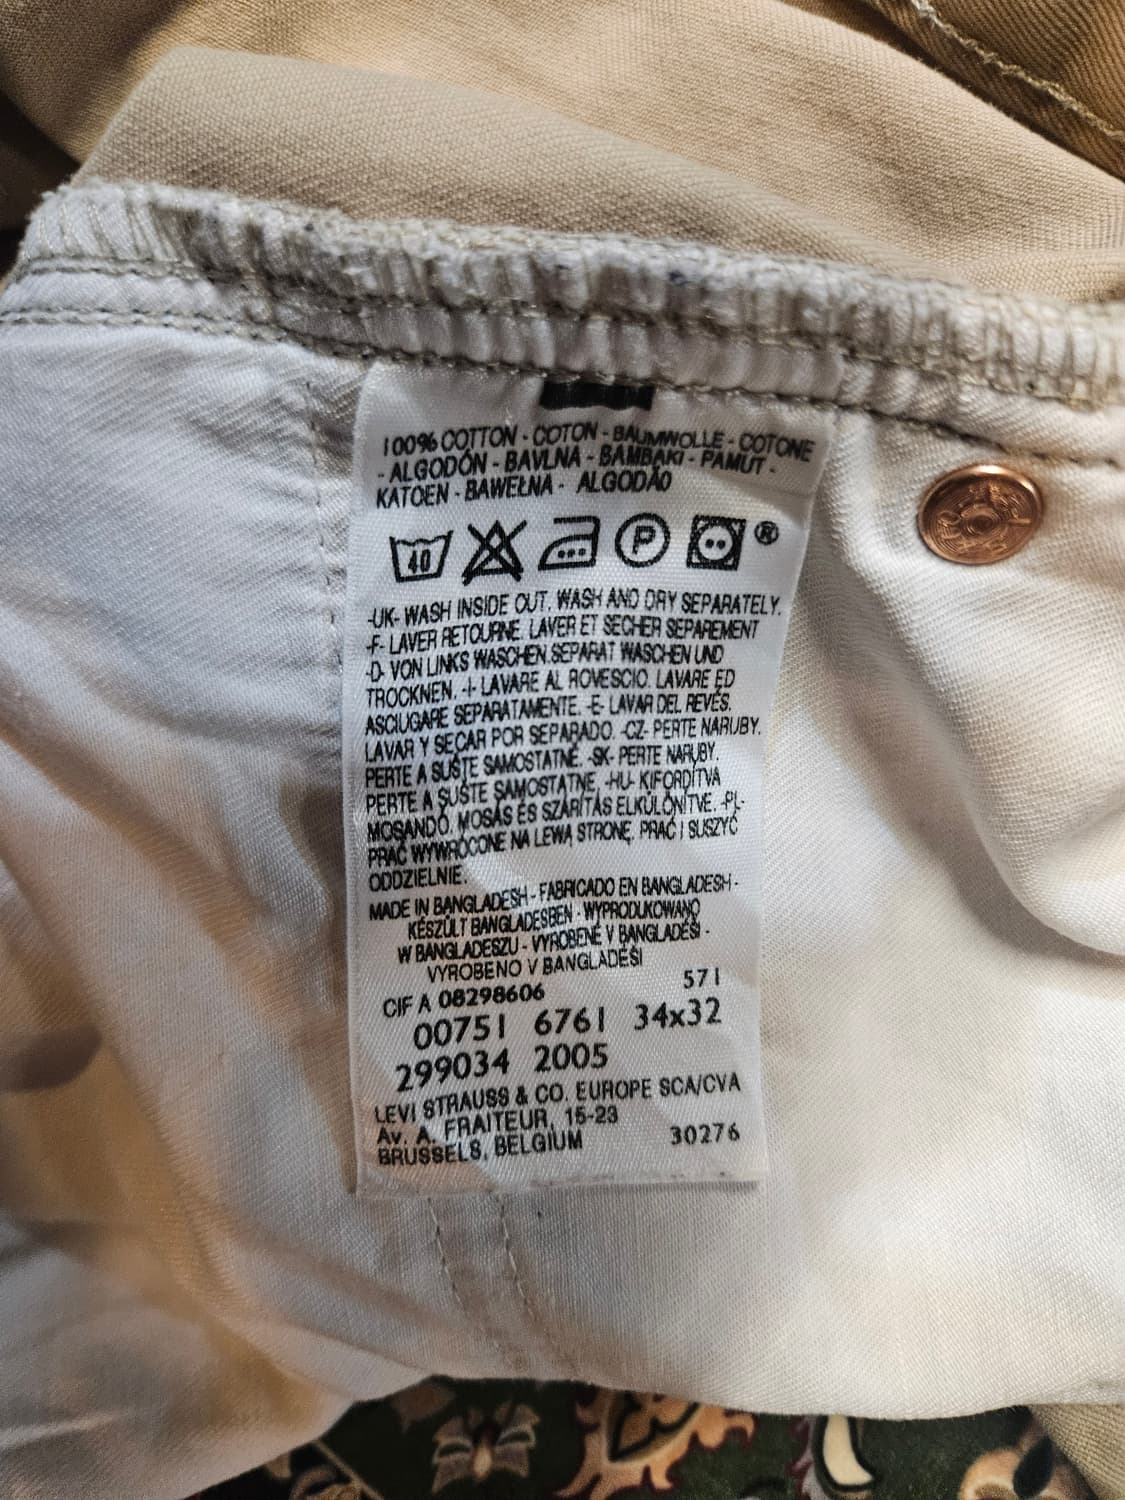 100% COTTON - COTON - BAUMWOLLE - COTONE
- ALGODÓN - BAVLNA - BAMBAKI - PAMUT -
KATOEN - BAWEŁNA - ALGODÃO
40 P ®
-UK- WASH INSIDE OUT. WASH AND DRY SEPARATELY.
-F- LAVER RETOURNE. LAVER ET SECHER SEPAREMENT
-D- VON LINKS WASCHEN.SEPARAT WASCHEN UND
TROCKNEN. -I- LAVARE AL ROVESCIO. LAVARE ED
ASCIUGARE SEPARATAMENTE. -E- LAVAR DEL REVÉS.
LAVAR Y SECAR POR SEPARADO. -CZ- PERTE NARUBY.
PERTE A SUŠTE SAMOSTATNĚ. -SK- PERTE NARUBY.
PERTE A SUŠTE SAMOSTATNE, -HU- KIFORDÍTVA
MOSANDÓ. MOSÁS ÉS SZÁRÍTÁS ELKÜLÖNÍTVE. -PL-
PRAĆ WYWRÓCONE NA LEWĄ STRONĘ. PRAĆ I SUSZYĆ
ODDZIELNIE.
MADE IN BANGLADESH - FABRICADO EN BANGLADESH -
KÉSZÜLT BANGLADESBEN - WYPRODUKOWANO
W BANGLADESZU - VYROBENÉ V BANGLADÉŠI -
VYROBENO V BANGLADÉŠI
571
CIF A 08298606
00751 6761 34x32
299034 2005
LEVI STRAUSS & CO. EUROPE SCA/CVA
Av. A. FRAITEUR, 15-23
BRUSSELS, BELGIUM 30276